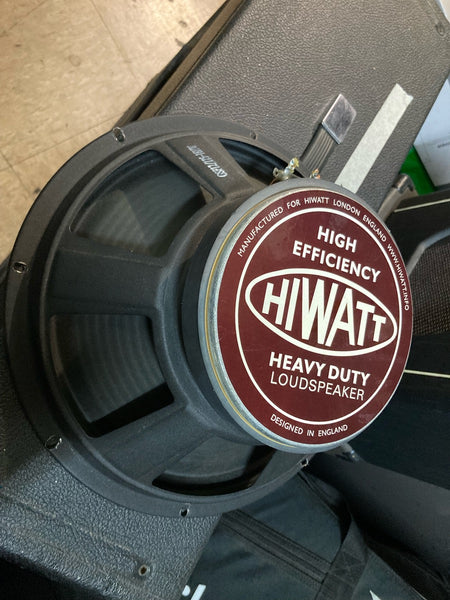 MANUFACTURED FOR HIWATT LONDON ENGLAND WWW.HIWATT.INFO
HIGH
EFFICIENCY
HIWATT
HEAVY DUTY
LOUDSPEAKER
DESIGNED IN ENGLAND